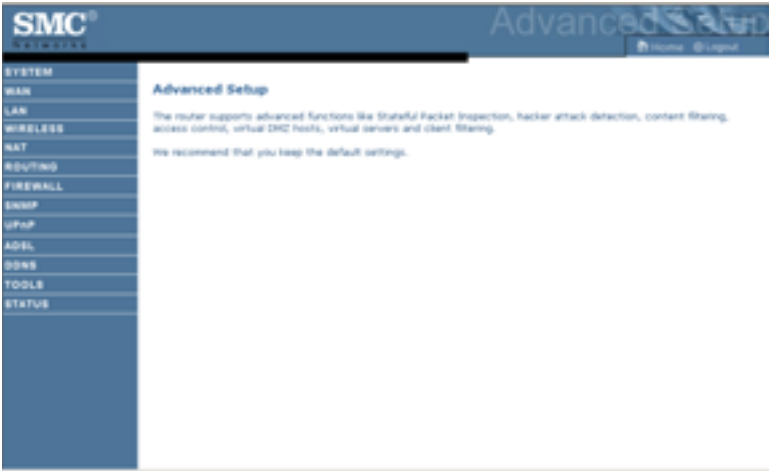 SMC®
Networks
Advanced Setup
Home Logout
SYSTEM
WAN
LAN
WIRELESS
NAT
ROUTING
FIREWALL
SNMP
UPnP
ADSL
DDNS
TOOLS
STATUS
Advanced Setup
The router supports advanced functions like Stateful Packet Inspection, hacker attack detection, content filtering,
access control, virtual DMZ hosts, virtual servers and client filtering.
We recommend that you keep the default settings.